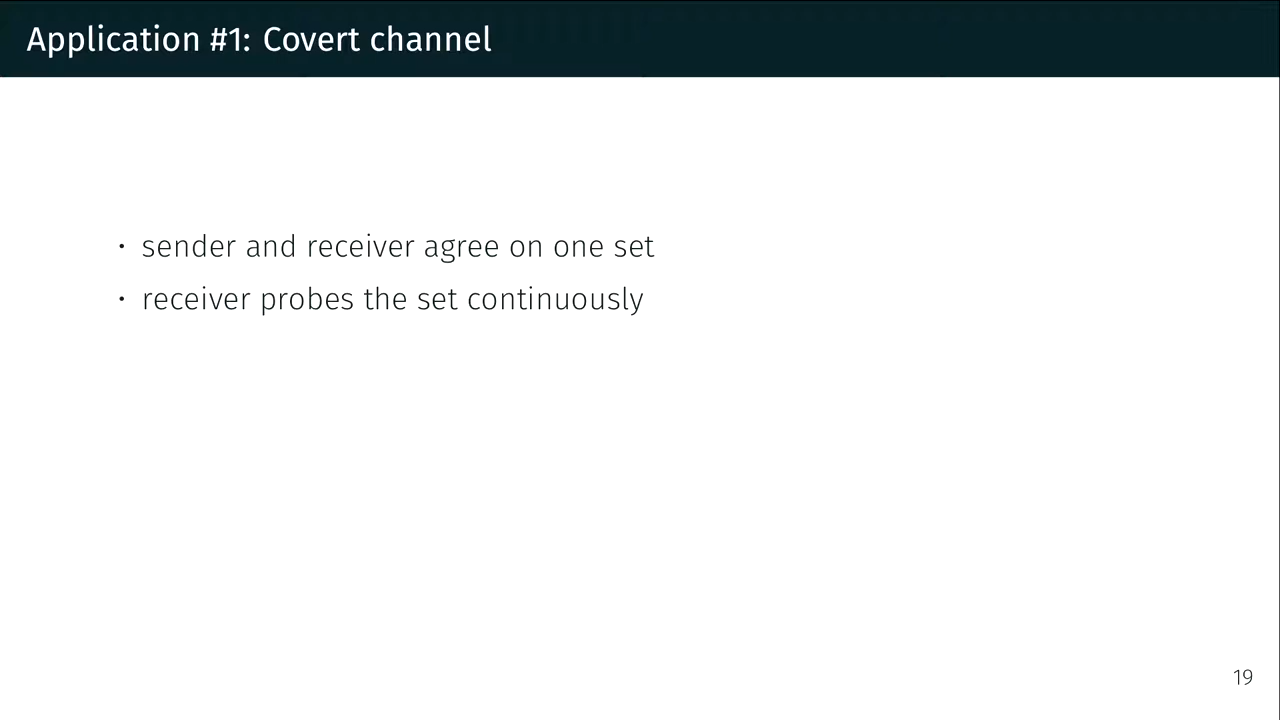 Application #1: Covert channel
· sender and receiver agree on one set
· receiver probes the set continuously
19